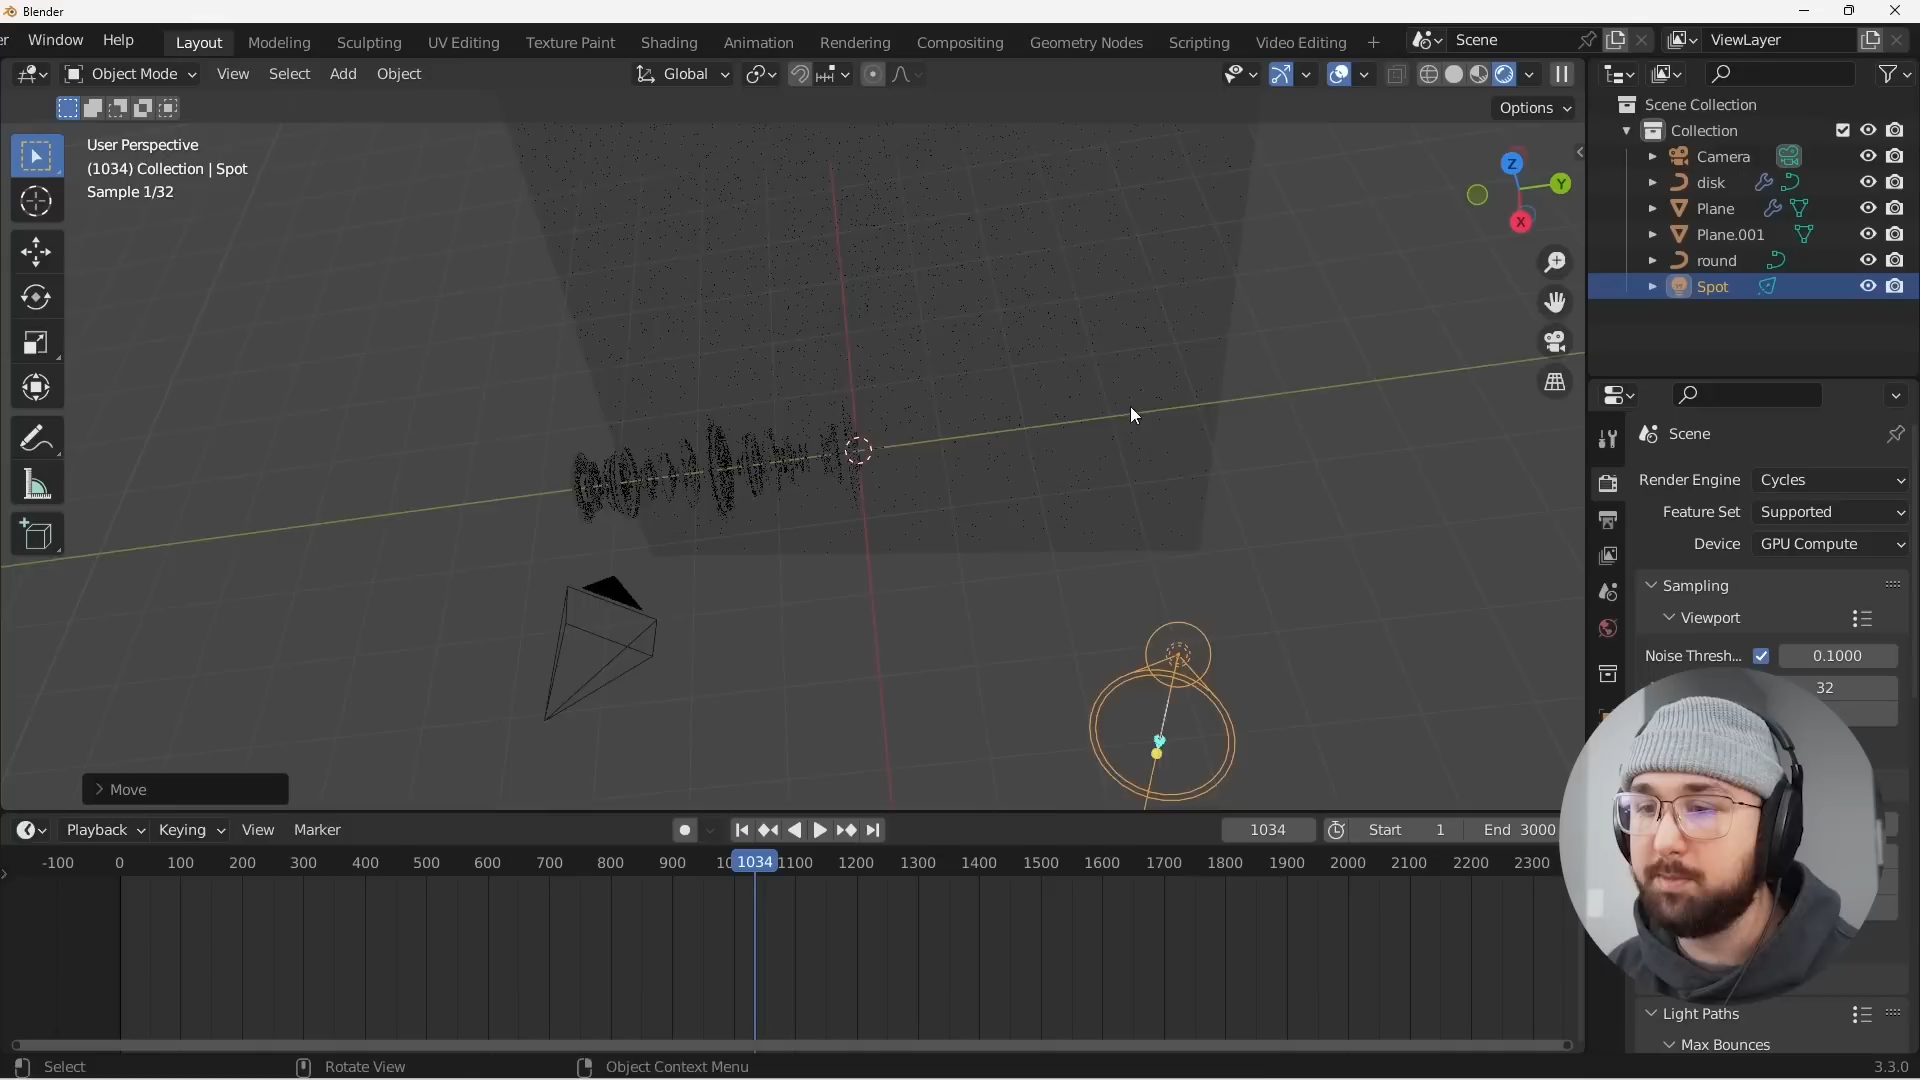 Blender
Window Help Layout Modeling Sculpting UV Editing Texture Paint Shading Animation Rendering Compositing Geometry Nodes Scripting Video Editing + Scene ViewLayer
Object Mode View Select Add Object Global
Options
User Perspective
(1034) Collection | Spot
Sample 1/32
Z
Y
X
Scene Collection
Collection
Camera
disk
Plane
Plane.001
round
Spot
Scene
Render Engine Cycles
Feature Set Supported
Device GPU Compute
Sampling
Viewport
Noise Thresh... 0.1000
32
Light Paths
Max Bounces
Move
Playback Keying View Marker 1034 Start 1 End 3000
-100 0 100 200 300 400 500 600 700 800 900 1034 1100 1200 1300 1400 1500 1600 1700 1800 1900 2000 2100 2200 2300
Select Rotate View Object Context Menu 3.3.0